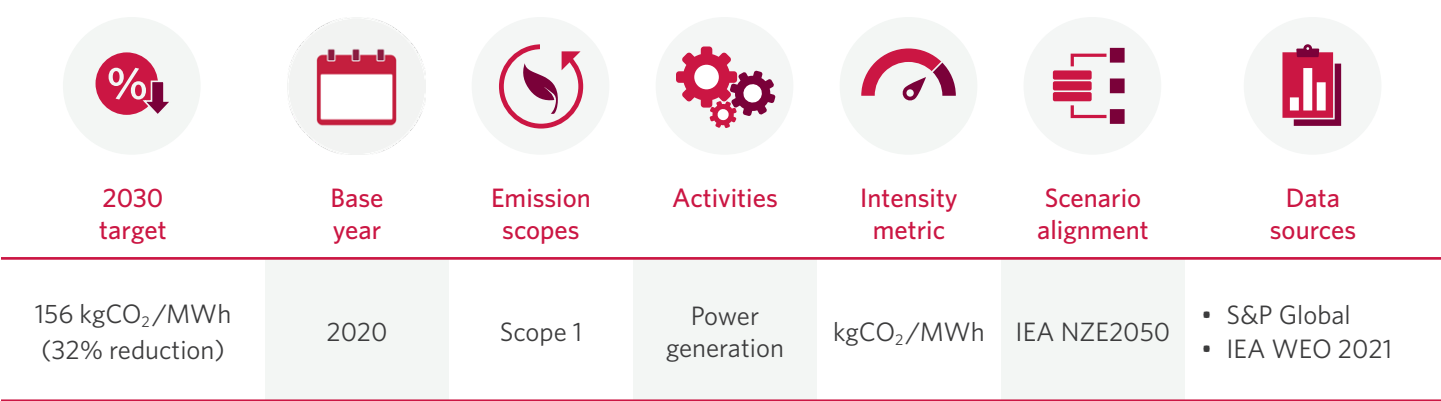 %
2030
target
Base
year
Emission
scopes
Activities
Intensity
metric
Scenario
alignment
Data
sources
156 kgCO₂/MWh
(32% reduction)
2020
Scope 1
Power
generation
kgCO₂/MWh
IEA NZE2050
• S&P Global
• IEA WEO 2021